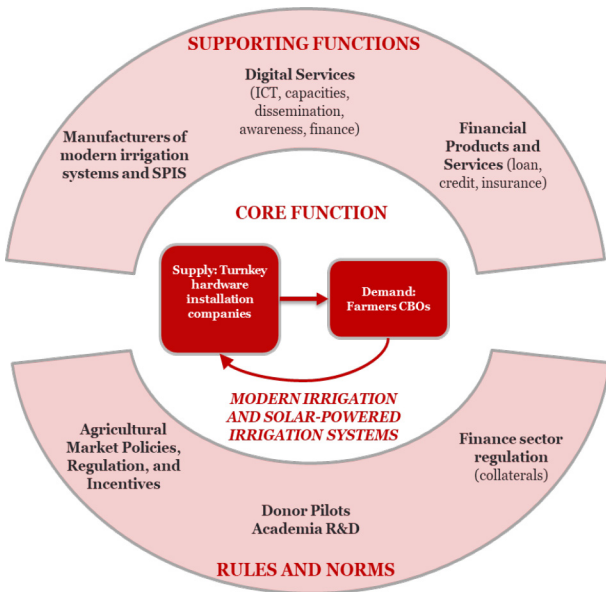 SUPPORTING FUNCTIONS
Digital Services
(ICT, capacities,
dissemination,
awareness, finance)
Manufacturers of
modern irrigation
systems and SPIS
Financial
Products and
Services (loan,
credit, insurance)
CORE FUNCTION
Supply: Turnkey
hardware
installation
companies
Demand:
Farmers CBOs
MODERN IRRIGATION
AND SOLAR-POWERED
IRRIGATION SYSTEMS
Agricultural
Market Policies,
Regulation, and
Incentives
Finance sector
regulation
(collaterals)
Donor Pilots
Academia R&D
RULES AND NORMS